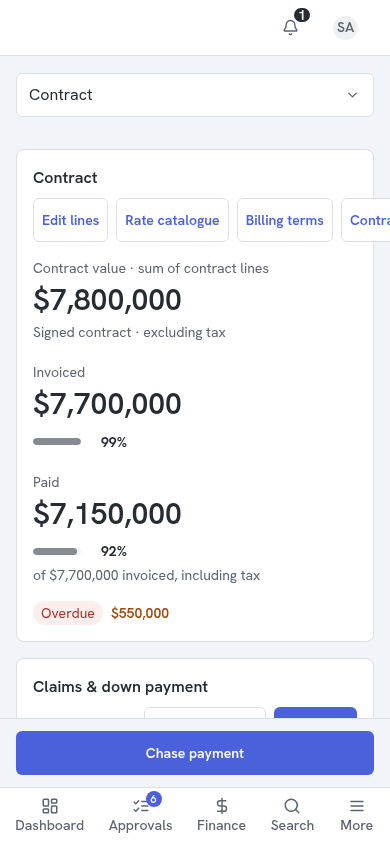 1
SA
Contract
Contract
Edit lines
Rate catalogue
Billing terms
Contra
Contract value · sum of contract lines
$7,800,000
Signed contract · excluding tax
Invoiced
$7,700,000
99%
Paid
$7,150,000
92%
of $7,700,000 invoiced, including tax
Overdue $550,000
Claims & down payment
Chase payment
6
Dashboard Approvals Finance Search More